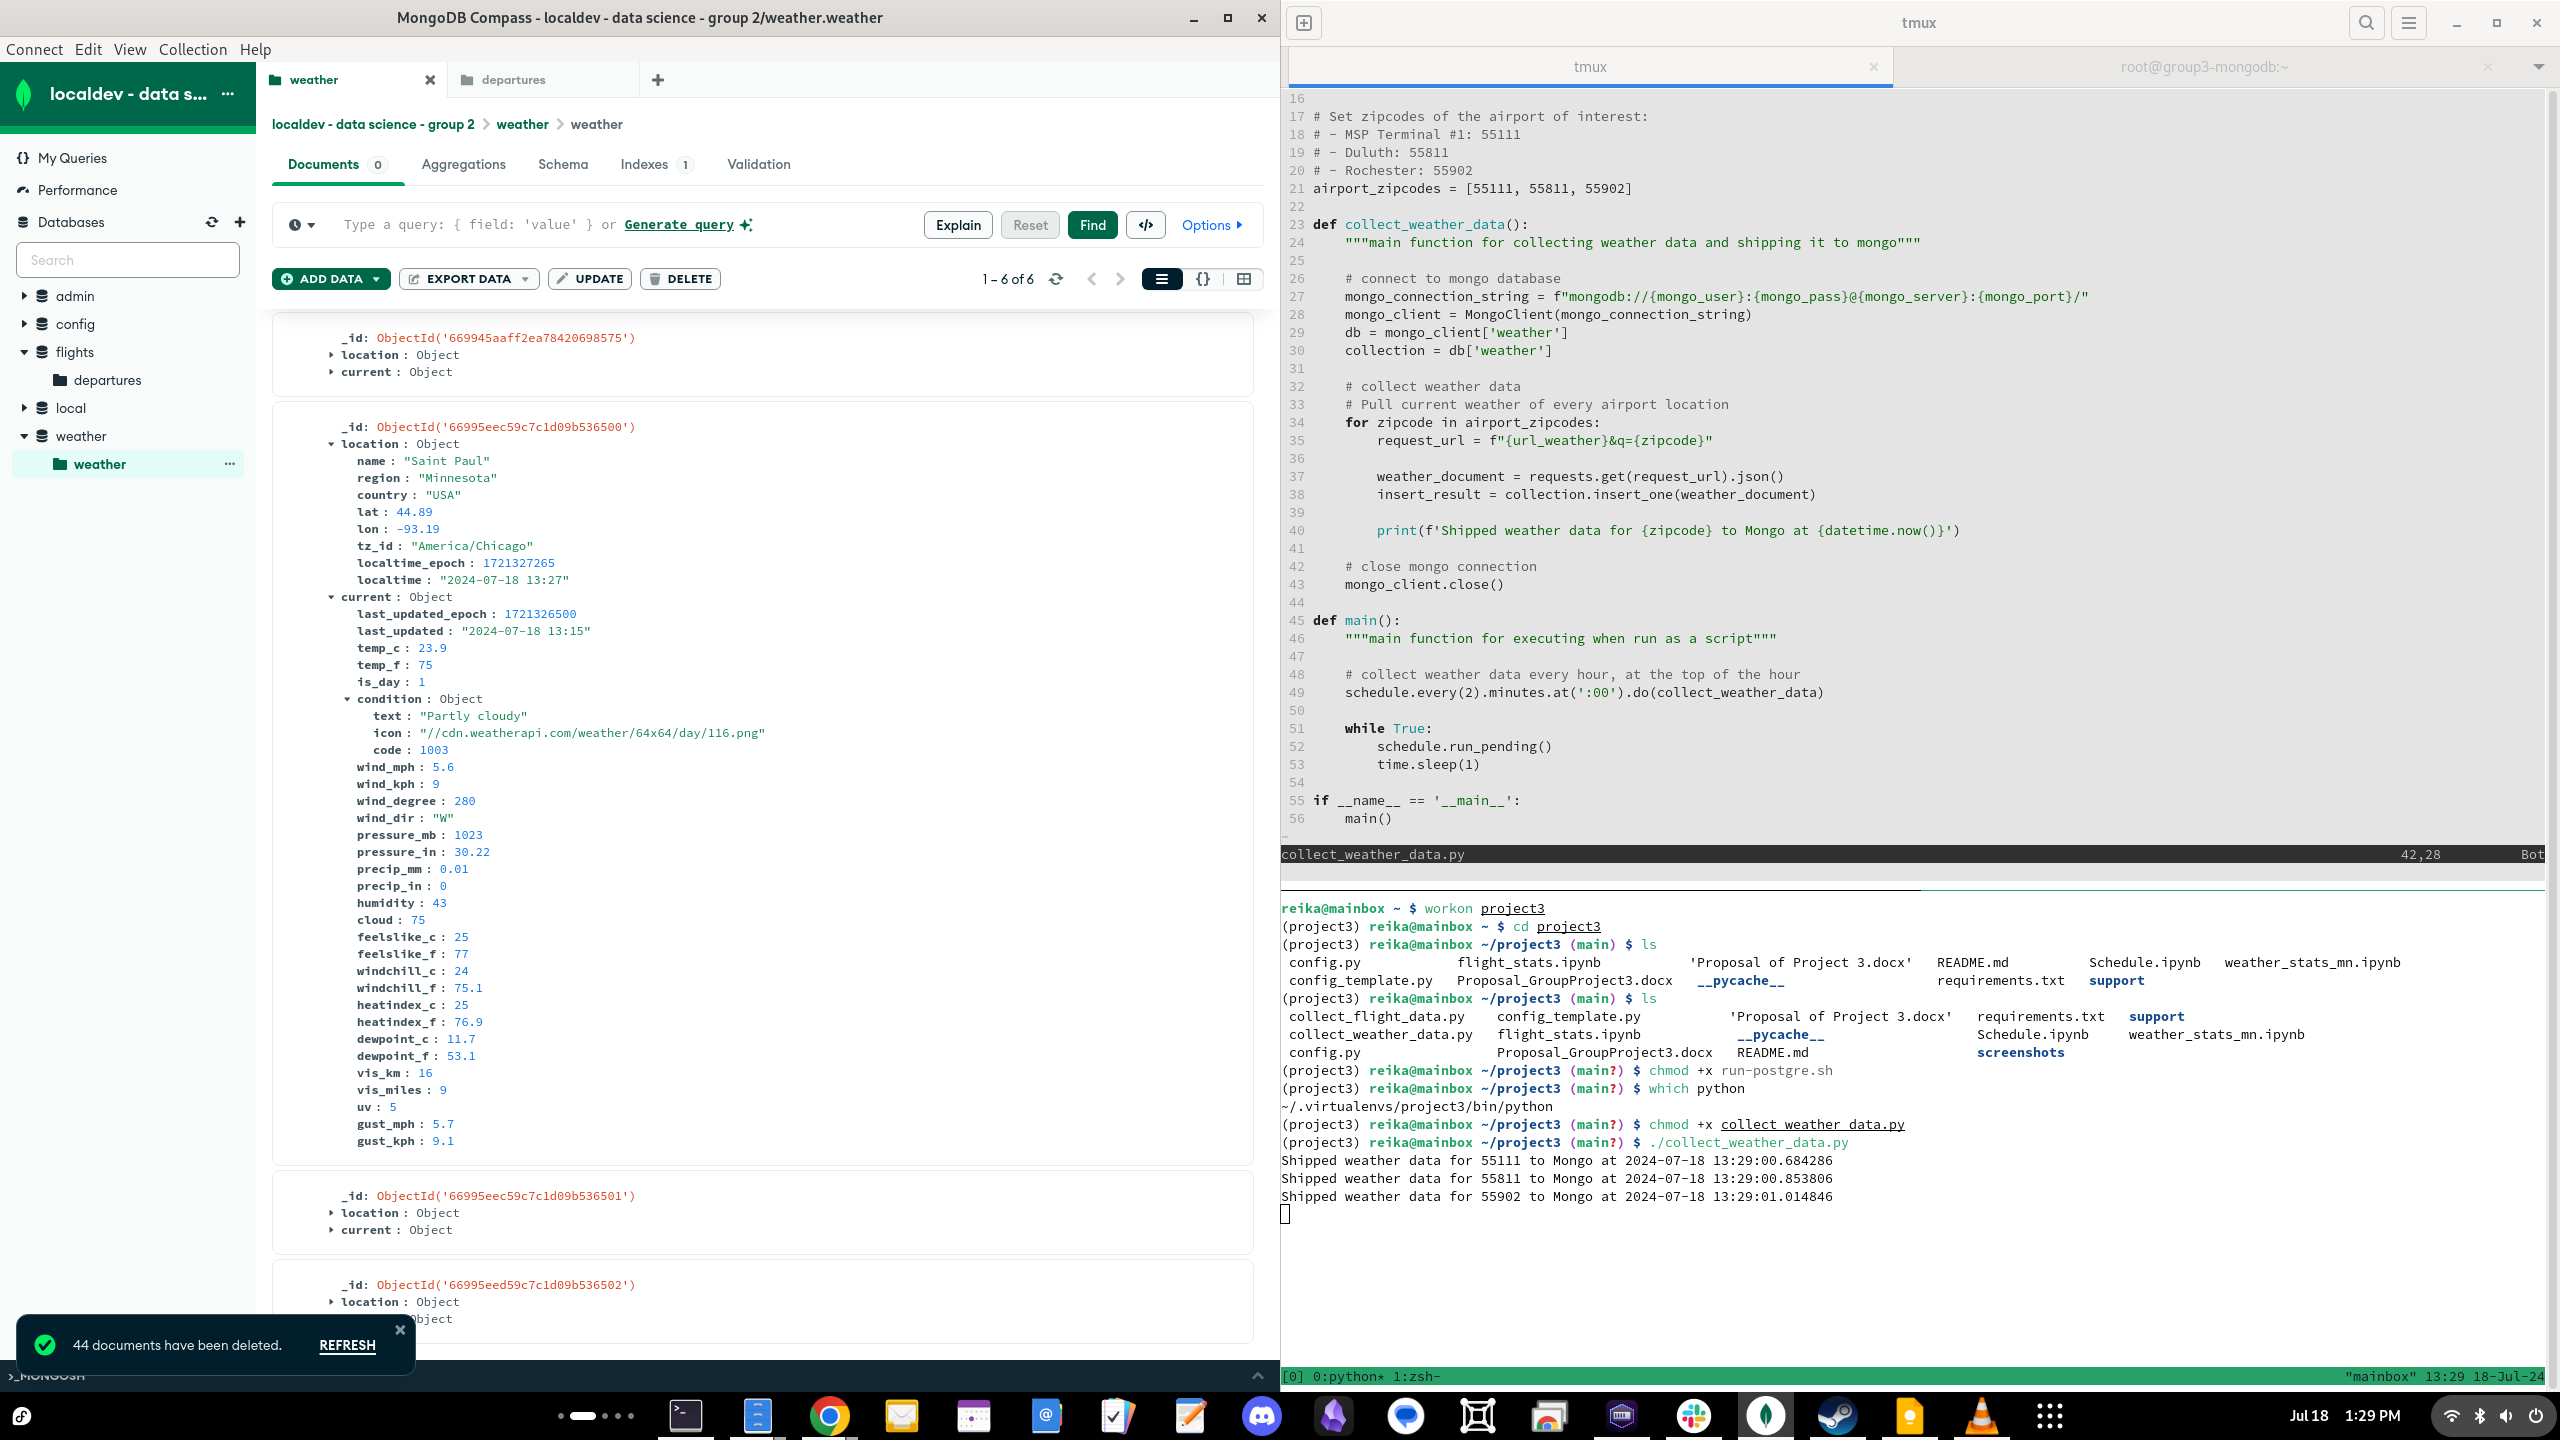 MongoDB Compass - localdev - data science - group 2/weather.weather
Connect Edit View Collection Help
localdev - data s... ...
My Queries
Performance
Databases
Search
admin
config
flights
departures
local
weather
weather ...
weather
departures
localdev - data science - group 2 > weather > weather
Documents 0 Aggregations Schema Indexes 1 Validation
Type a query: { field: 'value' } or Generate query
Explain Reset Find </> Options
ADD DATA EXPORT DATA UPDATE DELETE 1 – 6 of 6 {}
_id: ObjectId('669945aaff2ea78420698575')
location : Object
current : Object
_id: ObjectId('66995eec59c7c1d09b536500')
location : Object
name : "Saint Paul"
region : "Minnesota"
country : "USA"
lat : 44.89
lon : -93.19
tz_id : "America/Chicago"
localtime_epoch : 1721327265
localtime : "2024-07-18 13:27"
current : Object
last_updated_epoch : 1721326500
last_updated : "2024-07-18 13:15"
temp_c : 23.9
temp_f : 75
is_day : 1
condition : Object
text : "Partly cloudy"
icon : "//cdn.weatherapi.com/weather/64x64/day/116.png"
code : 1003
wind_mph : 5.6
wind_kph : 9
wind_degree : 280
wind_dir : "W"
pressure_mb : 1023
pressure_in : 30.22
precip_mm : 0.01
precip_in : 0
humidity : 43
cloud : 75
feelslike_c : 25
feelslike_f : 77
windchill_c : 24
windchill_f : 75.1
heatindex_c : 25
heatindex_f : 76.9
dewpoint_c : 11.7
dewpoint_f : 53.1
vis_km : 16
vis_miles : 9
uv : 5
gust_mph : 5.7
gust_kph : 9.1
_id: ObjectId('66995eec59c7c1d09b536501')
location : Object
current : Object
_id: ObjectId('66995eed59c7c1d09b536502')
location : Object
Object
44 documents have been deleted. REFRESH
>_MONGOSH
tmux
tmux
root@group3-mongodb:~
16
17 # Set zipcodes of the airport of interest:
18 # - MSP Terminal #1: 55111
19 # - Duluth: 55811
20 # - Rochester: 55902
21 airport_zipcodes = [55111, 55811, 55902]
22
23 def collect_weather_data():
24     """main function for collecting weather data and shipping it to mongo"""
25
26     # connect to mongo database
27     mongo_connection_string = f"mongodb://{mongo_user}:{mongo_pass}@{mongo_server}:{mongo_port}/"
28     mongo_client = MongoClient(mongo_connection_string)
29     db = mongo_client['weather']
30     collection = db['weather']
31
32     # collect weather data
33     # Pull current weather of every airport location
34     for zipcode in airport_zipcodes:
35         request_url = f"{url_weather}&q={zipcode}"
36
37         weather_document = requests.get(request_url).json()
38         insert_result = collection.insert_one(weather_document)
39
40         print(f'Shipped weather data for {zipcode} to Mongo at {datetime.now()}')
41
42     # close mongo connection
43     mongo_client.close()
44
45 def main():
46     """main function for executing when run as a script"""
47
48     # collect weather data every hour, at the top of the hour
49     schedule.every(2).minutes.at(':00').do(collect_weather_data)
50
51     while True:
52         schedule.run_pending()
53         time.sleep(1)
54
55 if __name__ == '__main__':
56     main()
~
collect_weather_data.py 42,28 Bot
reika@mainbox ~ $ workon project3
(project3) reika@mainbox ~ $ cd project3
(project3) reika@mainbox ~/project3 (main) $ ls
config.py flight_stats.ipynb 'Proposal of Project 3.docx' README.md Schedule.ipynb weather_stats_mn.ipynb
config_template.py Proposal_GroupProject3.docx __pycache__ requirements.txt support
(project3) reika@mainbox ~/project3 (main) $ ls
collect_flight_data.py config_template.py 'Proposal of Project 3.docx' requirements.txt support
collect_weather_data.py flight_stats.ipynb __pycache__ Schedule.ipynb weather_stats_mn.ipynb
config.py Proposal_GroupProject3.docx README.md screenshots
(project3) reika@mainbox ~/project3 (main?) $ chmod +x run-postgre.sh
(project3) reika@mainbox ~/project3 (main?) $ which python
~/.virtualenvs/project3/bin/python
(project3) reika@mainbox ~/project3 (main?) $ chmod +x collect_weather_data.py
(project3) reika@mainbox ~/project3 (main?) $ ./collect_weather_data.py
Shipped weather data for 55111 to Mongo at 2024-07-18 13:29:00.684286
Shipped weather data for 55811 to Mongo at 2024-07-18 13:29:00.853806
Shipped weather data for 55902 to Mongo at 2024-07-18 13:29:01.014846
[0] 0:python* 1:zsh- "mainbox" 13:29 18-Jul-24
Jul 18 1:29 PM